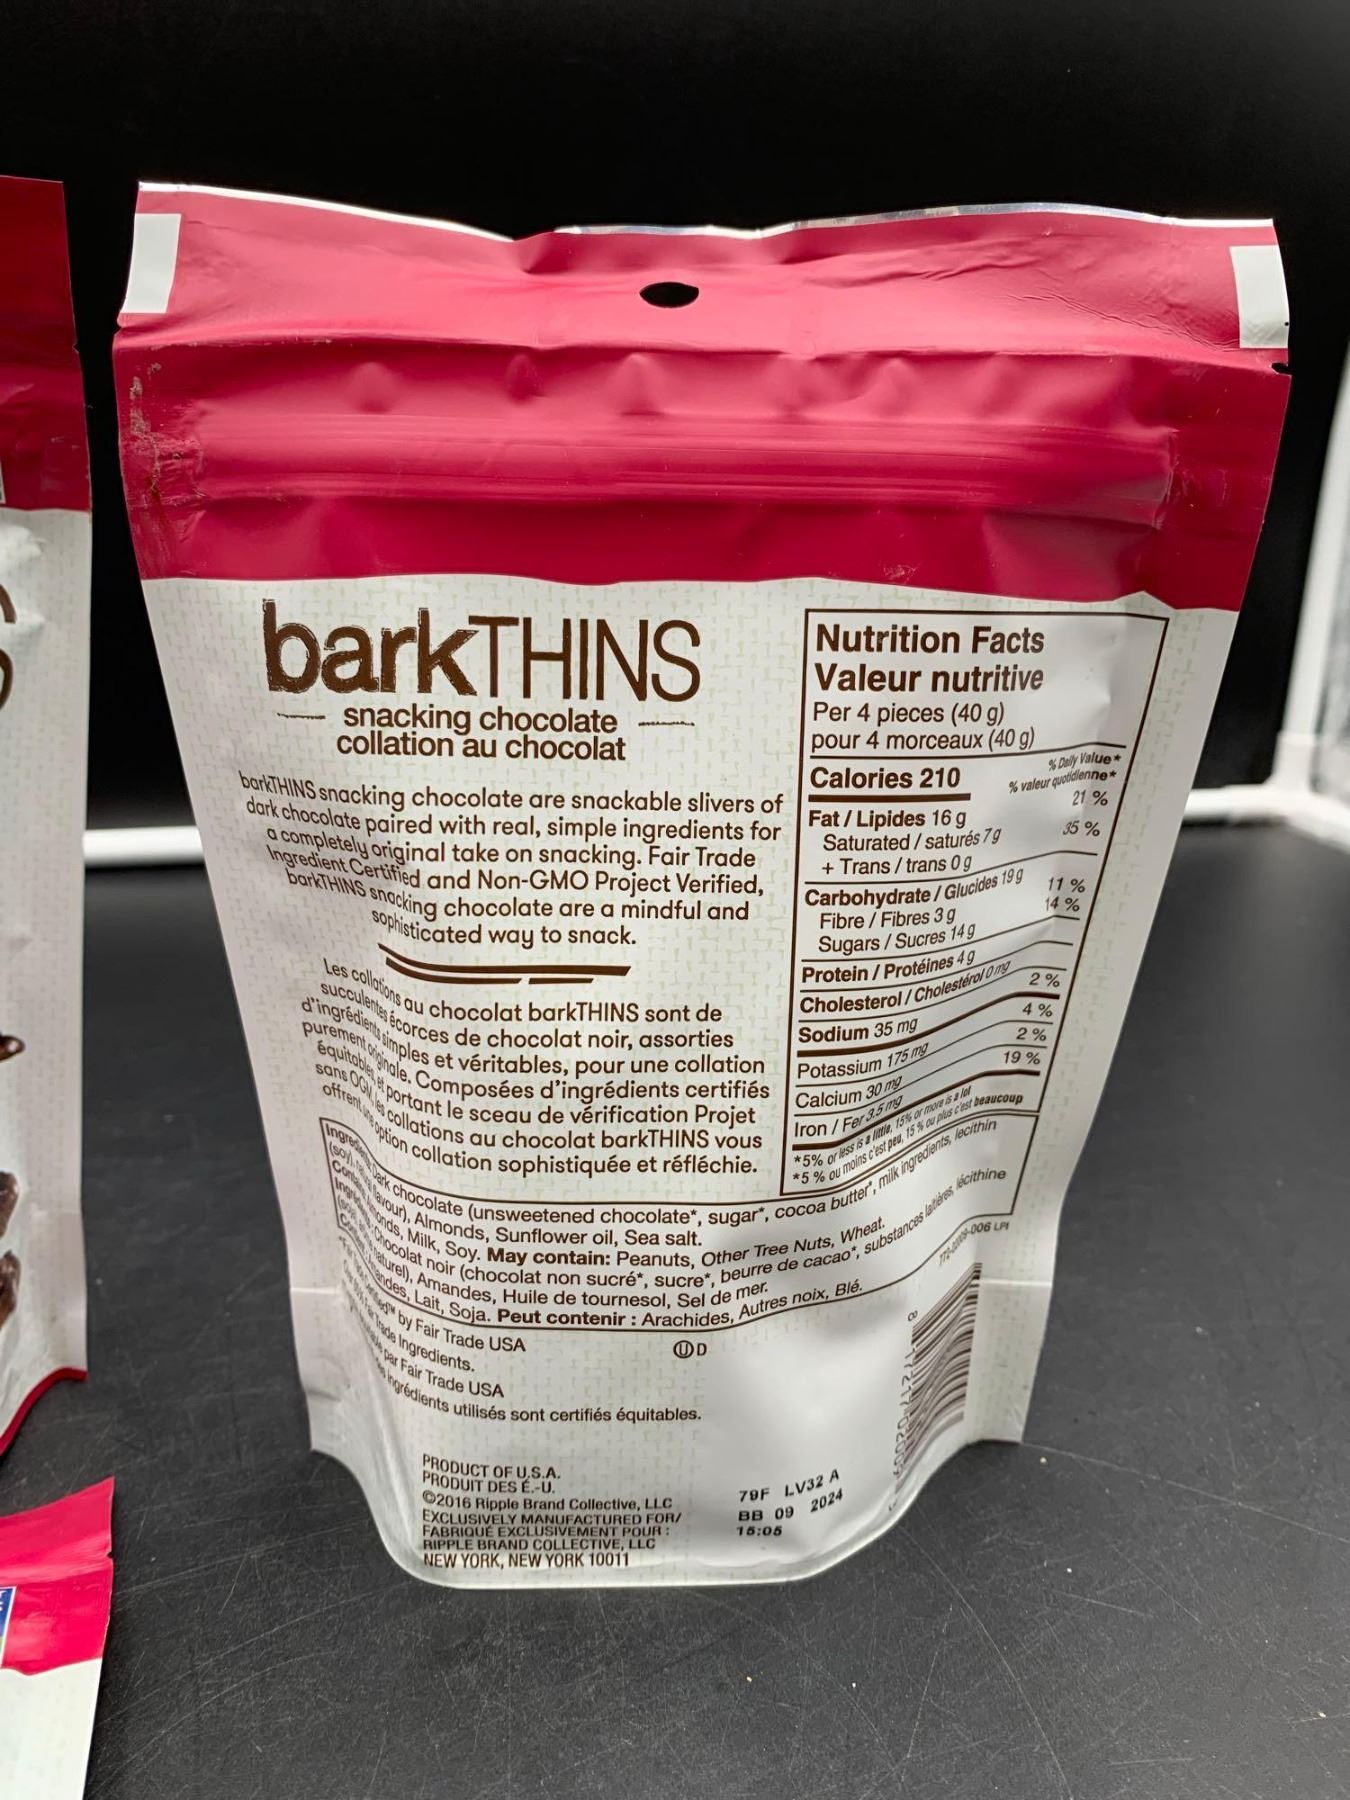 barkTHINS
snacking chocolate
collation au chocolat
barkTHINS snacking chocolate are snackable slivers of
dark chocolate paired with real, simple ingredients for
a completely original take on snacking. Fair Trade
Ingredient Certified and Non-GMO Project Verified,
barkTHINS snacking chocolate are a mindful and
sophisticated way to snack.
Les collations au chocolat barkTHINS sont de
succulentes écorces de chocolat noir, assorties
d'ingrédients simples et véritables, pour une collation
purement originale. Composées d'ingrédients certifiés
équitables, et portant le sceau de vérification Projet
sans OGM, les collations au chocolat barkTHINS vous
offrent une option collation sophistiquée et réfléchie.
Nutrition Facts
Valeur nutritive
Per 4 pieces (40 g)
pour 4 morceaux (40 g)
% Daily Value*
Calories 210 % valeur quotidienne*
Fat / Lipides 16 g 21 %
Saturated / saturés 7 g 35 %
+ Trans / trans 0 g
Carbohydrate / Glucides 19 g 11 %
Fibre / Fibres 3 g 14 %
Sugars / Sucres 14 g
Protein / Protéines 4 g
Cholesterol / Cholestérol 0 mg
Sodium 35 mg 2 %
Potassium 175 mg 4 %
Calcium 30 mg 2 %
Iron / Fer 3.5 mg 19 %
*5% or less is a little, 15% or more is a lot
*5 % ou moins c'est peu, 15 % ou plus c'est beaucoup
Ingredients: Dark chocolate (unsweetened chocolate*, sugar*, cocoa butter*, milk ingredients, lecithin
(soy), natural flavour), Almonds, Sunflower oil, Sea salt.
Contains: Almonds, Milk, Soy. May contain: Peanuts, Other Tree Nuts, Wheat.
Chocolat noir (chocolat non sucré*, sucre*, beurre de cacao*, substances laitières, lécithine
naturel), Amandes, Huile de tournesol, Sel de mer.
Amandes, Lait, Soja. Peut contenir : Arachides, Autres noix, Blé.
by Fair Trade USA
Trade Ingredients.
par Fair Trade USA
ingrédients utilisés sont certifiés équitables.
UD
-006 LPI
PRODUCT OF U.S.A.
PRODUIT DES É.-U.
©2016 Ripple Brand Collective, LLC
EXCLUSIVELY MANUFACTURED FOR/
FABRIQUÉ EXCLUSIVEMENT POUR :
RIPPLE BRAND COLLECTIVE, LLC
NEW YORK, NEW YORK 10011
79F LV32 A
BB 09 2024
15:05